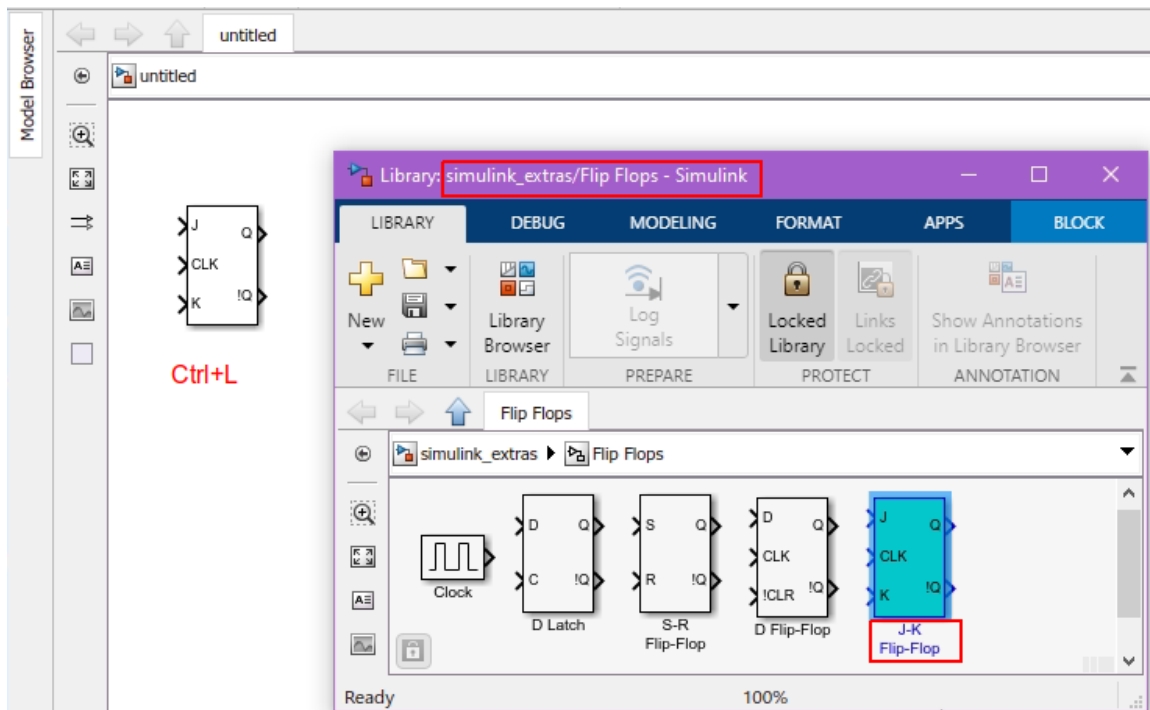 Model Browser
untitled
untitled
J
Q
CLK
K
!Q
Ctrl+L
Library: simulink_extras/Flip Flops - Simulink
LIBRARY DEBUG MODELING FORMAT APPS BLOCK
New
Library
Browser
Log
Signals
Locked
Library
Links
Locked
Show Annotations
in Library Browser
FILE LIBRARY PREPARE PROTECT ANNOTATION
Flip Flops
simulink_extras Flip Flops
Clock
D Q
C !Q
D Latch
S Q
R !Q
S-R
Flip-Flop
D Q
CLK
!CLR !Q
D Flip-Flop
J Q
CLK
K !Q
J-K
Flip-Flop
Ready 100%